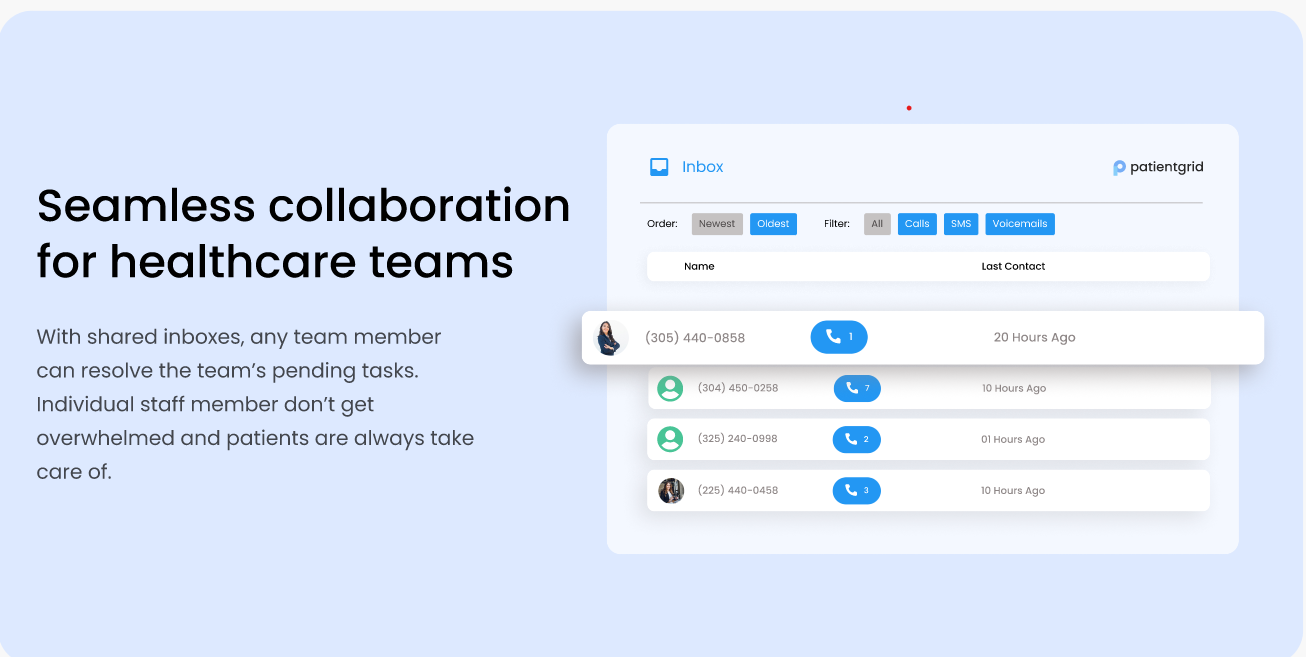 Seamless collaboration
for healthcare teams
With shared inboxes, any team member
can resolve the team’s pending tasks.
Individual staff member don’t get
overwhelmed and patients are always take
care of.
Inbox
patientgrid
Order: Newest Oldest Filter: All Calls SMS Voicemails
Name Last Contact
(305) 440-0858 1 20 Hours Ago
(304) 450-0258 7 10 Hours Ago
(325) 240-0998 2 01 Hours Ago
(225) 440-0458 3 10 Hours Ago